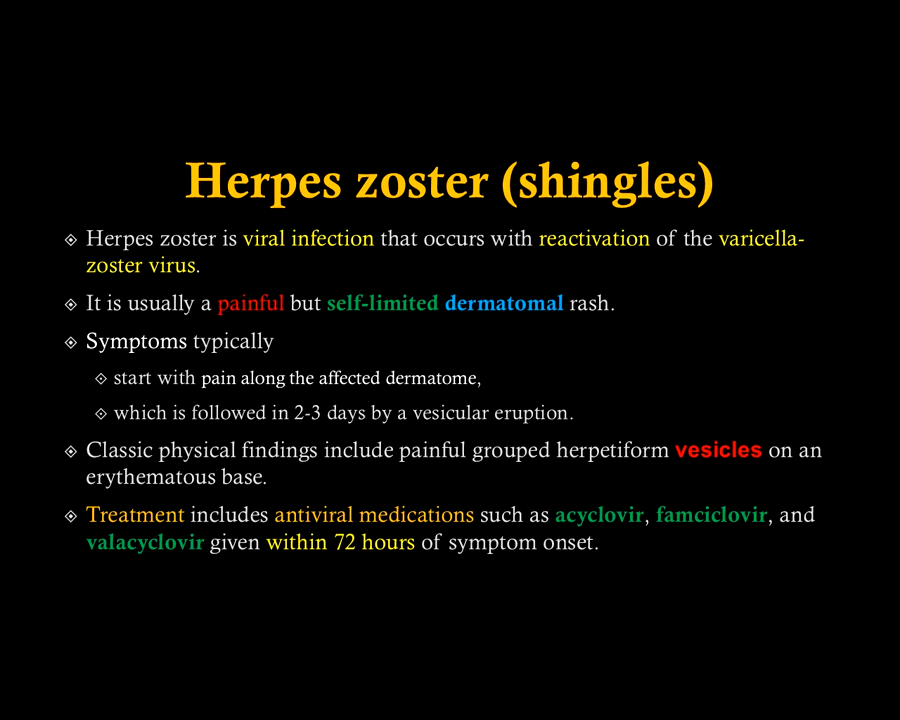 Herpes zoster (shingles)
Herpes zoster is viral infection that occurs with reactivation of the varicella-
zoster virus.
It is usually a painful but self-limited dermatomal rash.
Symptoms typically
start with pain along the affected dermatome,
which is followed in 2-3 days by a vesicular eruption.
Classic physical findings include painful grouped herpetiform vesicles on an
erythematous base.
Treatment includes antiviral medications such as acyclovir, famciclovir, and
valacyclovir given within 72 hours of symptom onset.